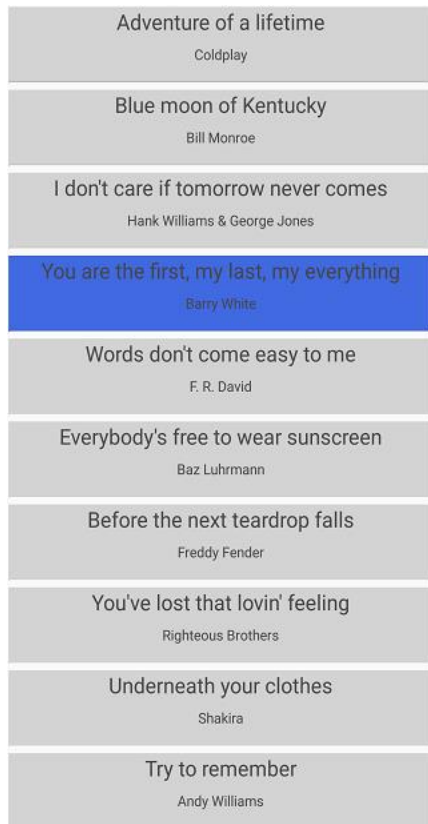 Adventure of a lifetime
Coldplay
Blue moon of Kentucky
Bill Monroe
I don't care if tomorrow never comes
Hank Williams & George Jones
You are the first, my last, my everything
Barry White
Words don't come easy to me
F. R. David
Everybody's free to wear sunscreen
Baz Luhrmann
Before the next teardrop falls
Freddy Fender
You've lost that lovin' feeling
Righteous Brothers
Underneath your clothes
Shakira
Try to remember
Andy Williams